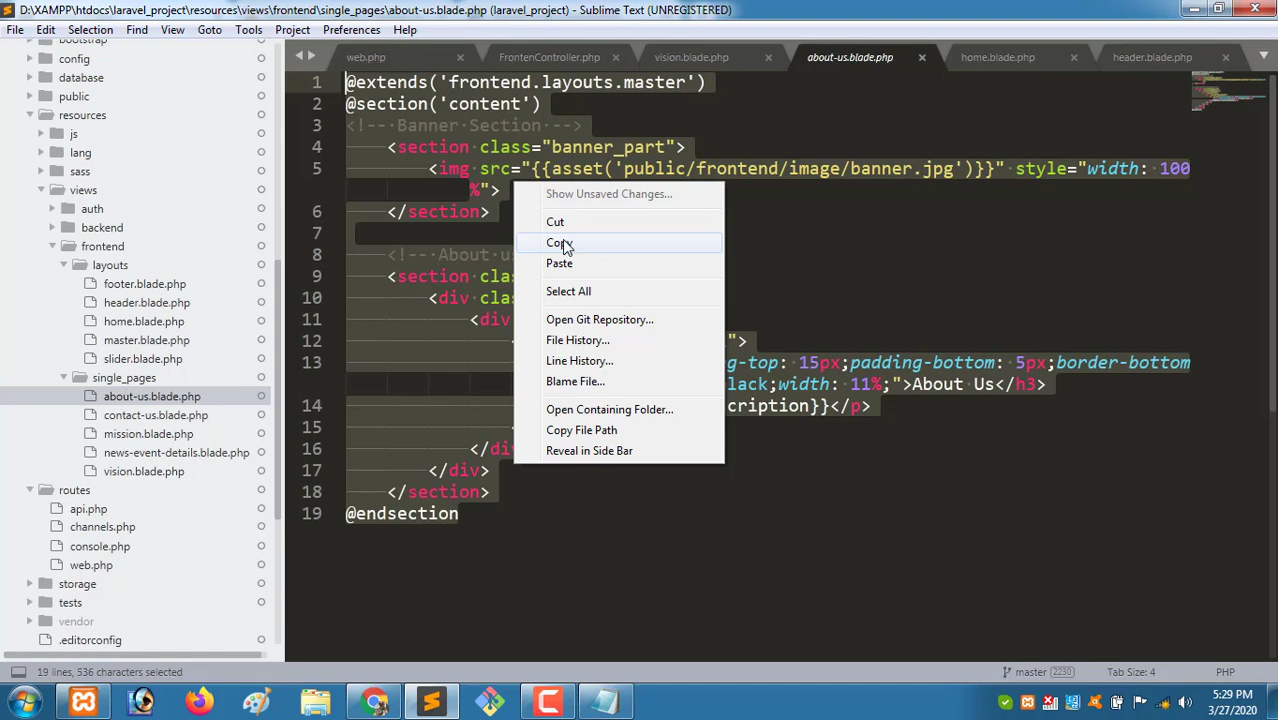 D:\XAMPP\htdocs\laravel_project\resources\views\frontend\single_pages\about-us.blade.php (laravel_project) - Sublime Text (UNREGISTERED)
File Edit Selection Find View Goto Tools Project Preferences Help
bootstrap
config
database
public
resources
js
lang
sass
views
auth
backend
frontend
layouts
footer.blade.php
header.blade.php
home.blade.php
master.blade.php
slider.blade.php
single_pages
about-us.blade.php
contact-us.blade.php
mission.blade.php
news-event-details.blade.php
vision.blade.php
routes
api.php
channels.php
console.php
web.php
storage
tests
vendor
.editorconfig
web.php FrontenController.php vision.blade.php about-us.blade.php home.blade.php header.blade.php
1 @extends('frontend.layouts.master')
2 @section('content')
3 <!-- Banner Section -->
4 <section class="banner_part">
5 <img src="{{asset('public/frontend/image/banner.jpg')}}" style="width: 100
%">
6 </section>
7
8 <!-- About us
9 <section cla
10 <div clas
11 <div
12 ">
13 ng-top: 15px;padding-bottom: 5px;border-bottom
lack;width: 11%;">About Us</h3>
14 cription}}</p>
15
16 </div
17 </div>
18 </section>
19 @endsection
Show Unsaved Changes...
Cut
Copy
Paste
Select All
Open Git Repository...
File History...
Line History...
Blame File...
Open Containing Folder...
Copy File Path
Reveal in Side Bar
19 lines, 536 characters selected
master 2230
Tab Size: 4
PHP
5:29 PM
3/27/2020